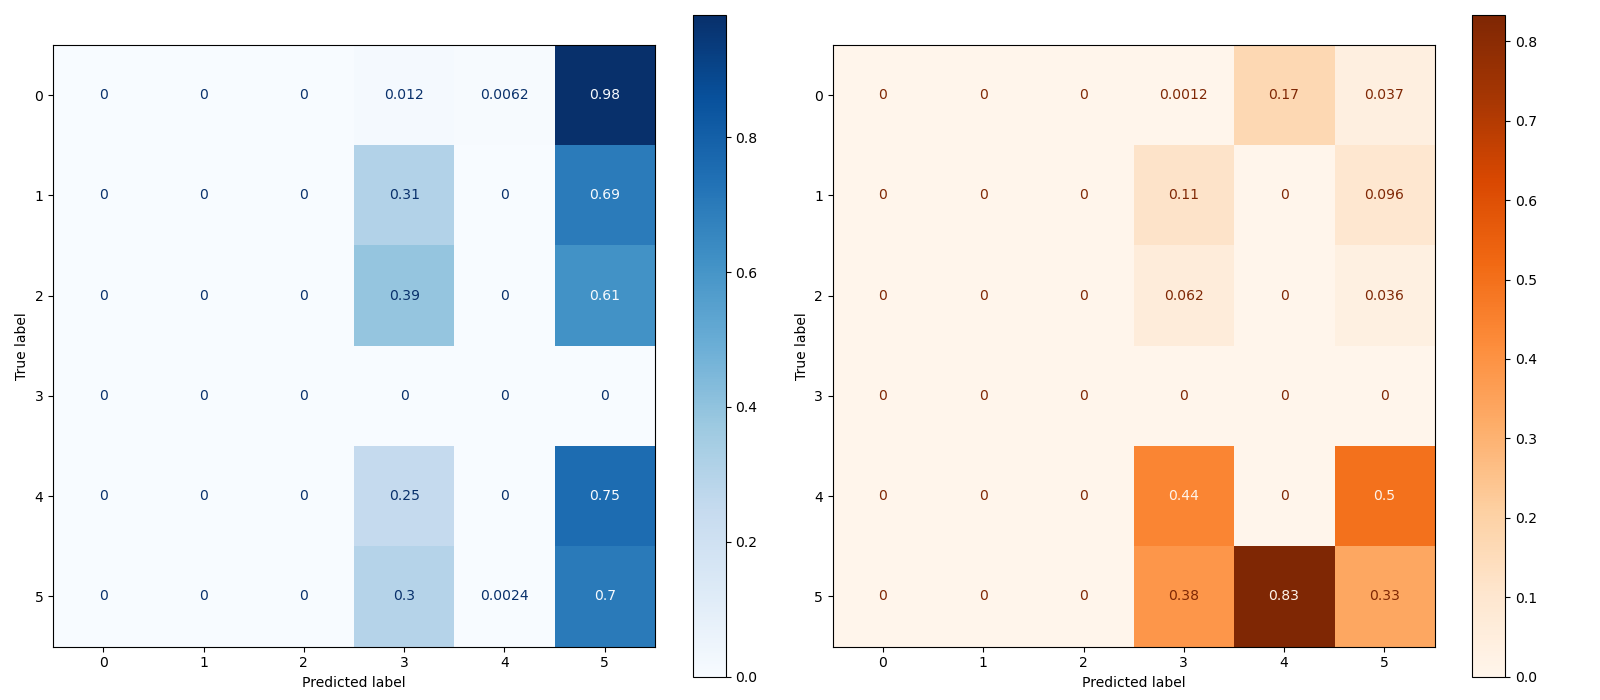 0 0 0 0 0.012 0.0062 0.98
1 0 0 0 0.31 0 0.69
2 0 0 0 0.39 0 0.61
3 0 0 0 0 0 0
4 0 0 0 0.25 0 0.75
5 0 0 0 0.3 0.0024 0.7
0 1 2 3 4 5
Predicted label
True label
0.8
0.6
0.4
0.2
0.0
0 0 0 0 0.0012 0.17 0.037
1 0 0 0 0.11 0 0.096
2 0 0 0 0.062 0 0.036
3 0 0 0 0 0 0
4 0 0 0 0.44 0 0.5
5 0 0 0 0.38 0.83 0.33
0 1 2 3 4 5
Predicted label
True label
0.8
0.7
0.6
0.5
0.4
0.3
0.2
0.1
0.0